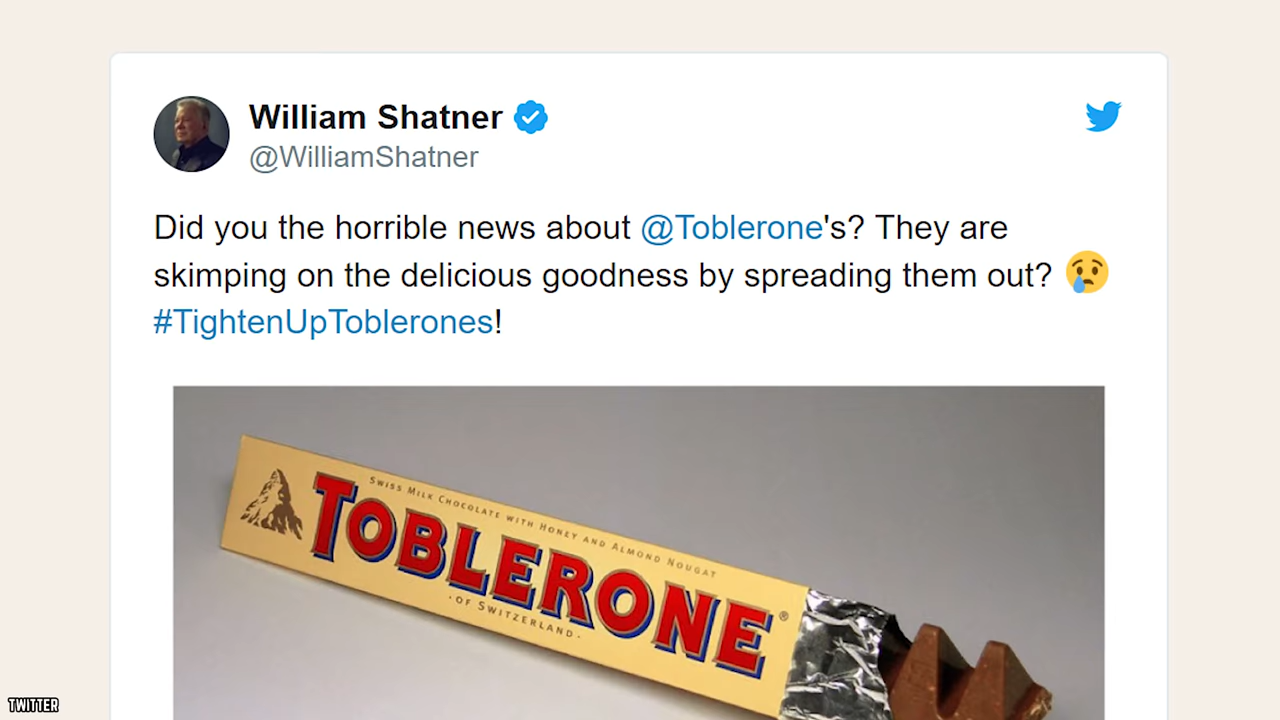 William Shatner
@WilliamShatner
Did you the horrible news about @Toblerone's? They are
skimping on the delicious goodness by spreading them out? 😢
#TightenUpToblerones!
SWISS MILK CHOCOLATE WITH HONEY AND ALMOND NOUGAT
TOBLERONE®
·OF SWITZERLAND·
TWITTER